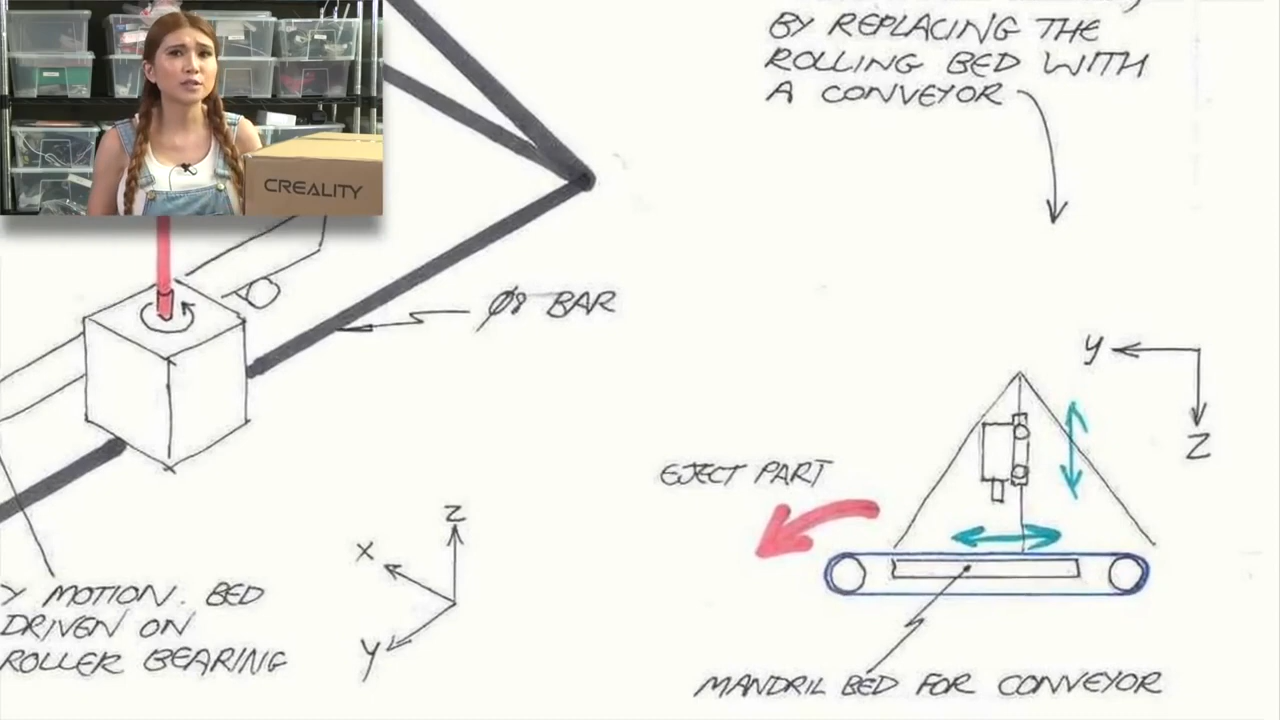 BY REPLACING THE
ROLLING BED WITH
A CONVEYOR
CREALITY
Ø8 BAR
Y
Z
EJECT PART
Z
X
Y
Y MOTION. BED
DRIVEN ON
ROLLER BEARING
MANDRIL BED FOR CONVEYOR